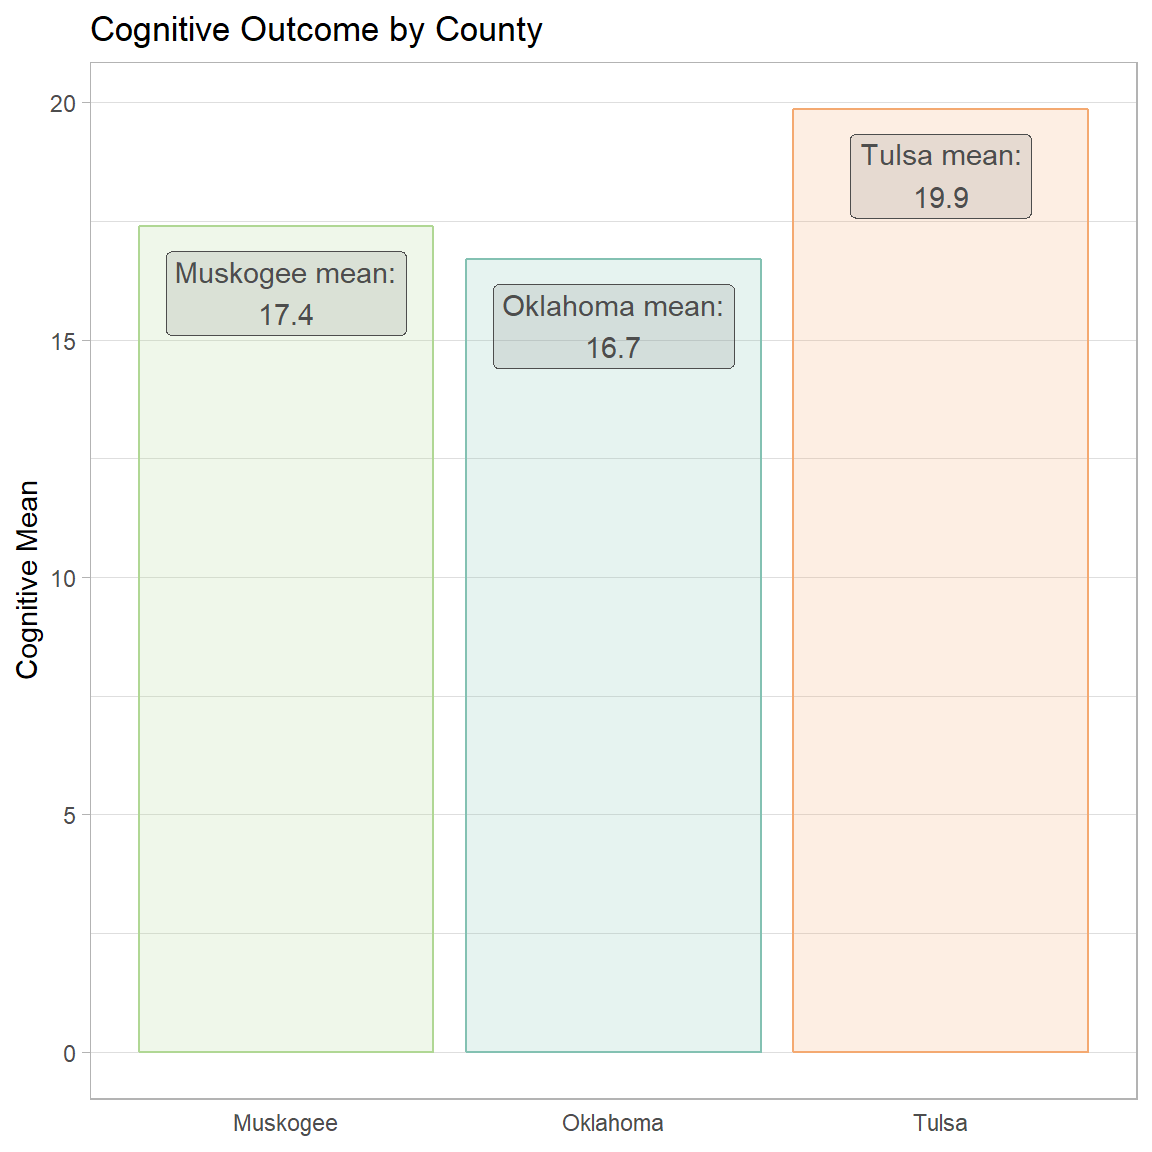 Cognitive Outcome by County
Cognitive Mean
20
15
10
5
0
Muskogee mean:
17.4
Oklahoma mean:
16.7
Tulsa mean:
19.9
Muskogee
Oklahoma
Tulsa